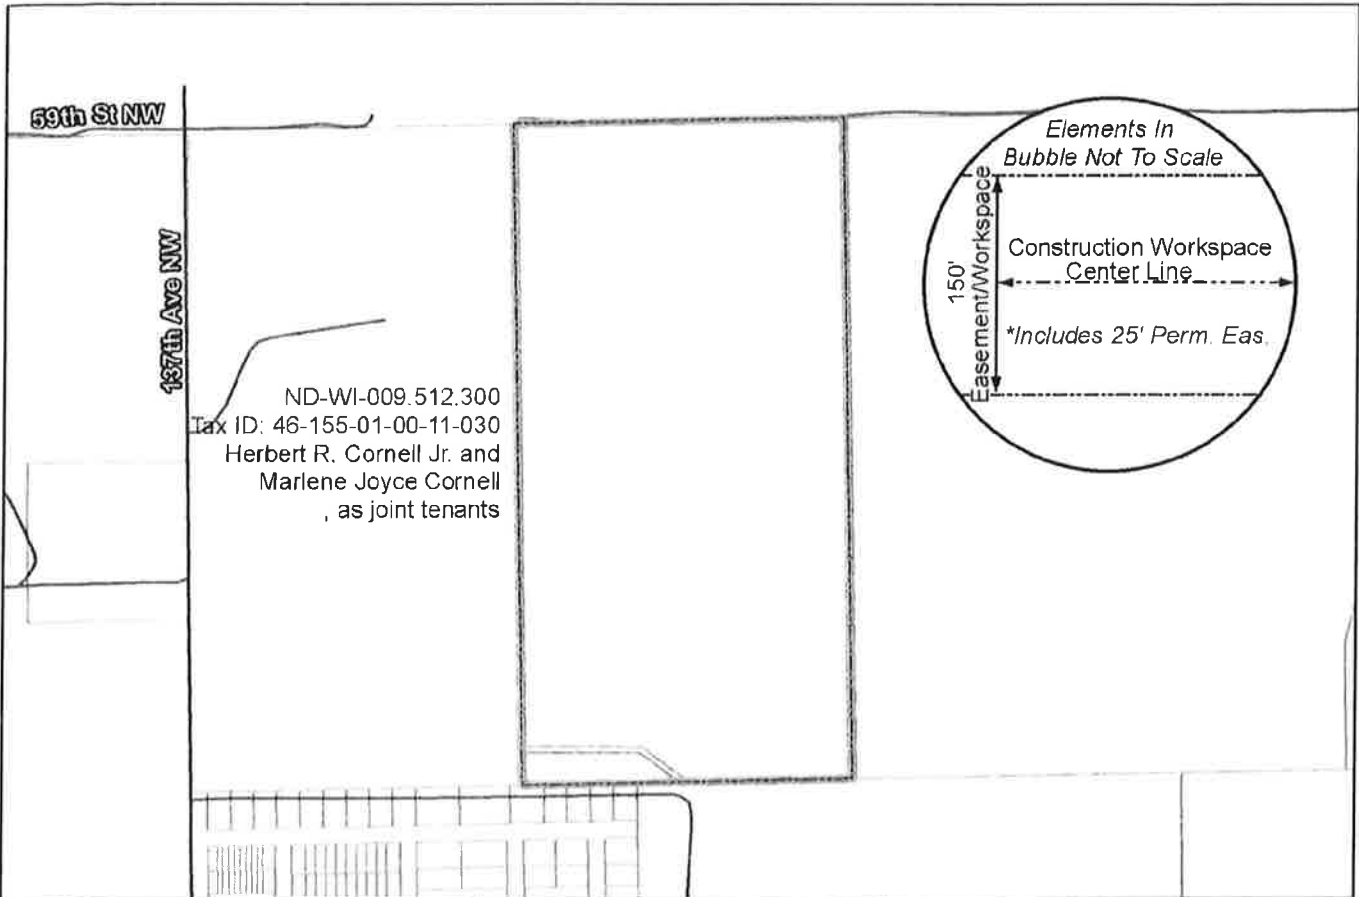 59th St NW
137th Ave NW
ND-WI-009.512.300
Tax ID: 46-155-01-00-11-030
Herbert R. Cornell Jr. and
Marlene Joyce Cornell
, as joint tenants
Elements In
Bubble Not To Scale
150'
Easement/Workspace
Construction Workspace
Center Line
*Includes 25' Perm. Eas.